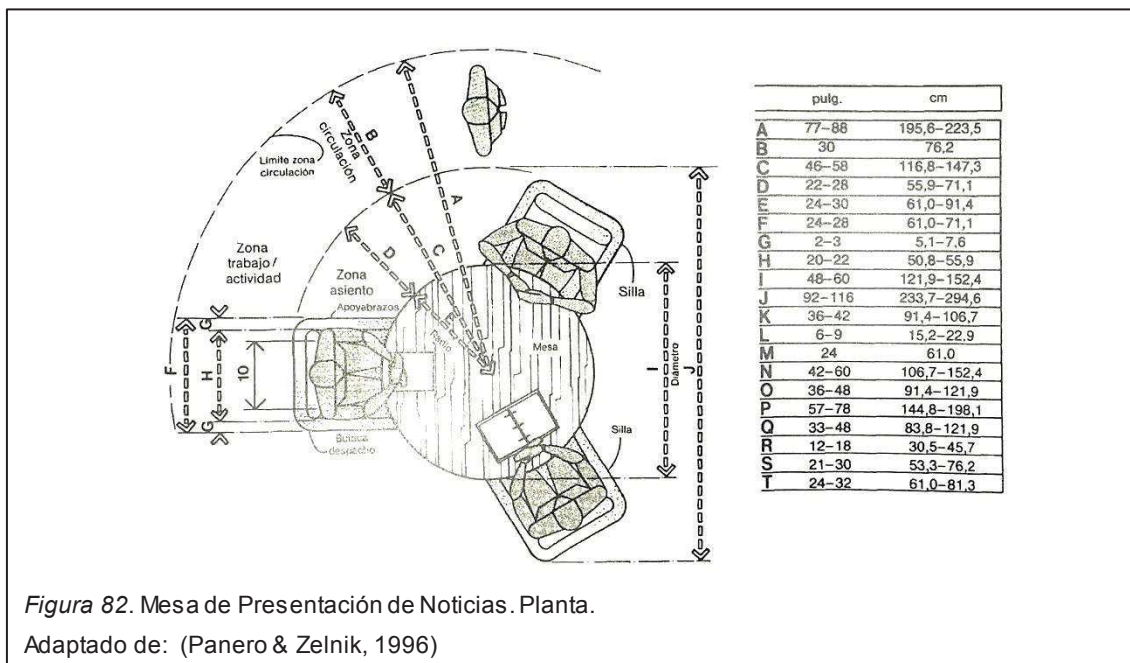 A
B
Zona
circulación
Límite zona
circulación
A
C
D
E
Zona
trabajo/
actividad
Zona
asiento
Apoyabrazos
Silla
Mesa
I
Diámetro
J
G
F
H
10
G
Butaca
despacho
Silla
pulg. cm
A 77–88 195,6–223,5
B 30 76,2
C 46–58 116,8–147,3
D 22–28 55,9–71,1
E 24–30 61,0–91,4
F 24–28 61,0–71,1
G 2–3 5,1–7,6
H 20–22 50,8–55,9
I 48–60 121,9–152,4
J 92–116 233,7–294,6
K 36–42 91,4–106,7
L 6–9 15,2–22,9
M 24 61,0
N 42–60 106,7–152,4
O 36–48 91,4–121,9
P 57–78 144,8–198,1
Q 33–48 83,8–121,9
R 12–18 30,5–45,7
S 21–30 53,3–76,2
T 24–32 61,0–81,3
Figura 82. Mesa de Presentación de Noticias. Planta.
Adaptado de: (Panero & Zelnik, 1996)